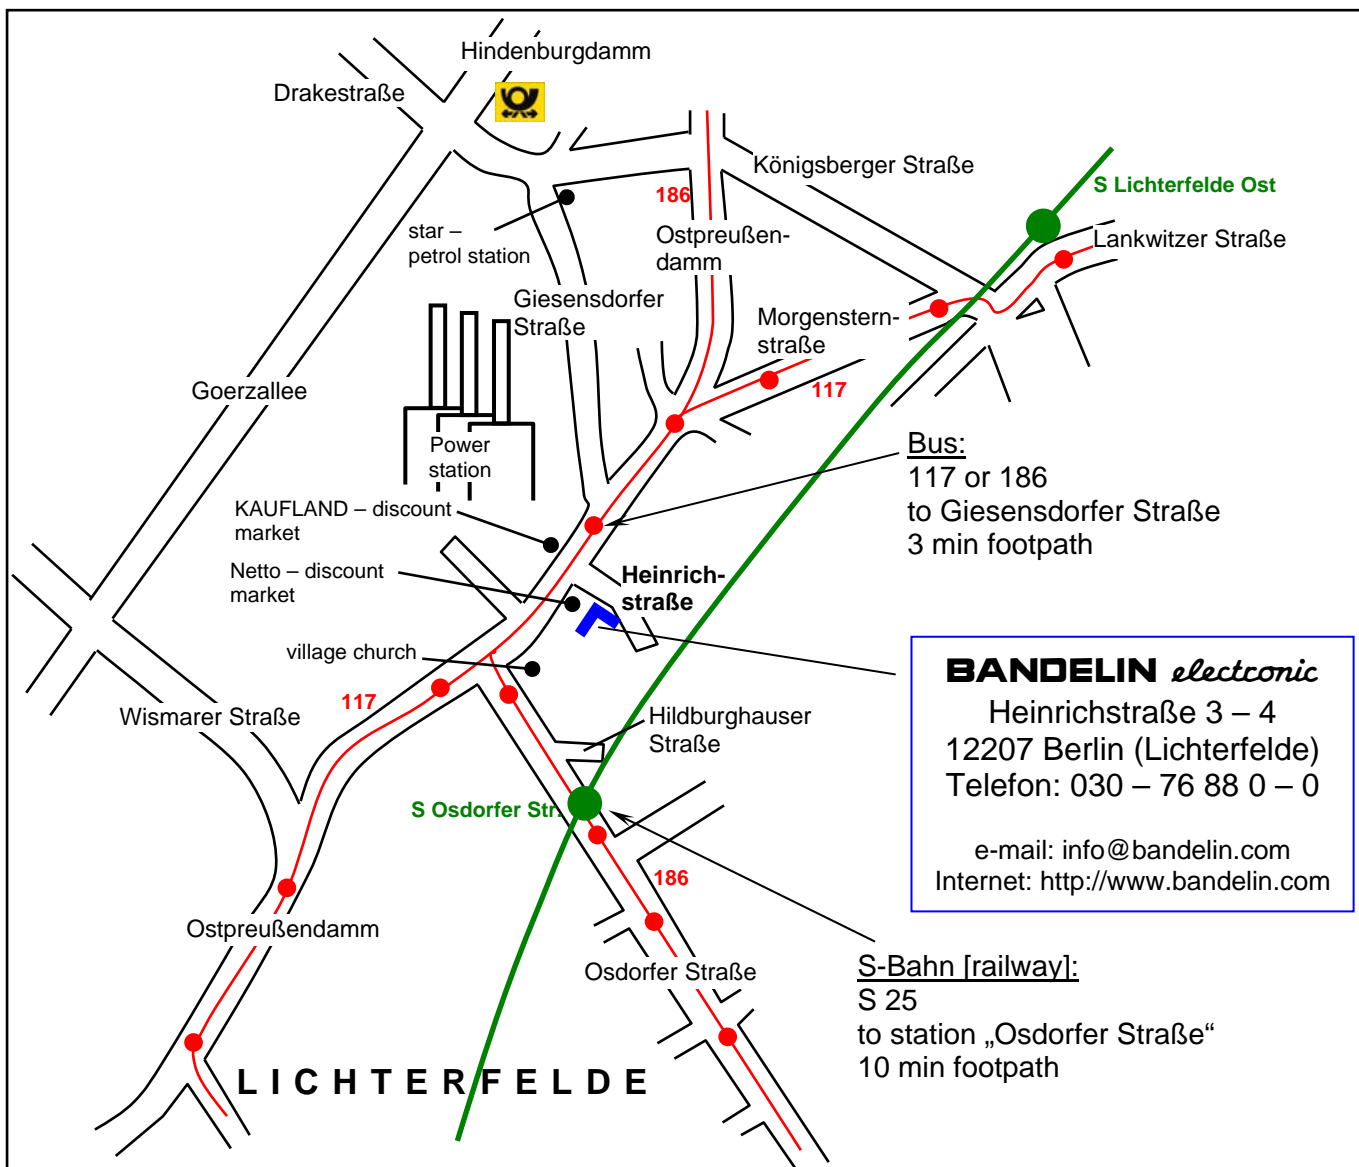 Hindenburgdamm
Drakestraße
Königsberger Straße
S Lichterfelde Ost
186
star –
petrol station
Ostpreußen-
damm
Lankwitzer Straße
Giesensdorfer
Straße
Morgenstern-
straße
117
Goerzallee
Power
station
Bus:
117 or 186
to Giesensdorfer Straße
3 min footpath
KAUFLAND – discount
market
Netto – discount
market
Heinrich-
straße
village church
117
Wismarer Straße
Hildburghauser
Straße
BANDELIN electronic
Heinrichstraße 3 – 4
12207 Berlin (Lichterfelde)
Telefon: 030 – 76 88 0 – 0
e-mail: info@bandelin.com
Internet: http://www.bandelin.com
S Osdorfer Str.
186
Ostpreußendamm
Osdorfer Straße
S-Bahn [railway]:
S 25
to station „Osdorfer Straße“
10 min footpath
LICHTERFELDE